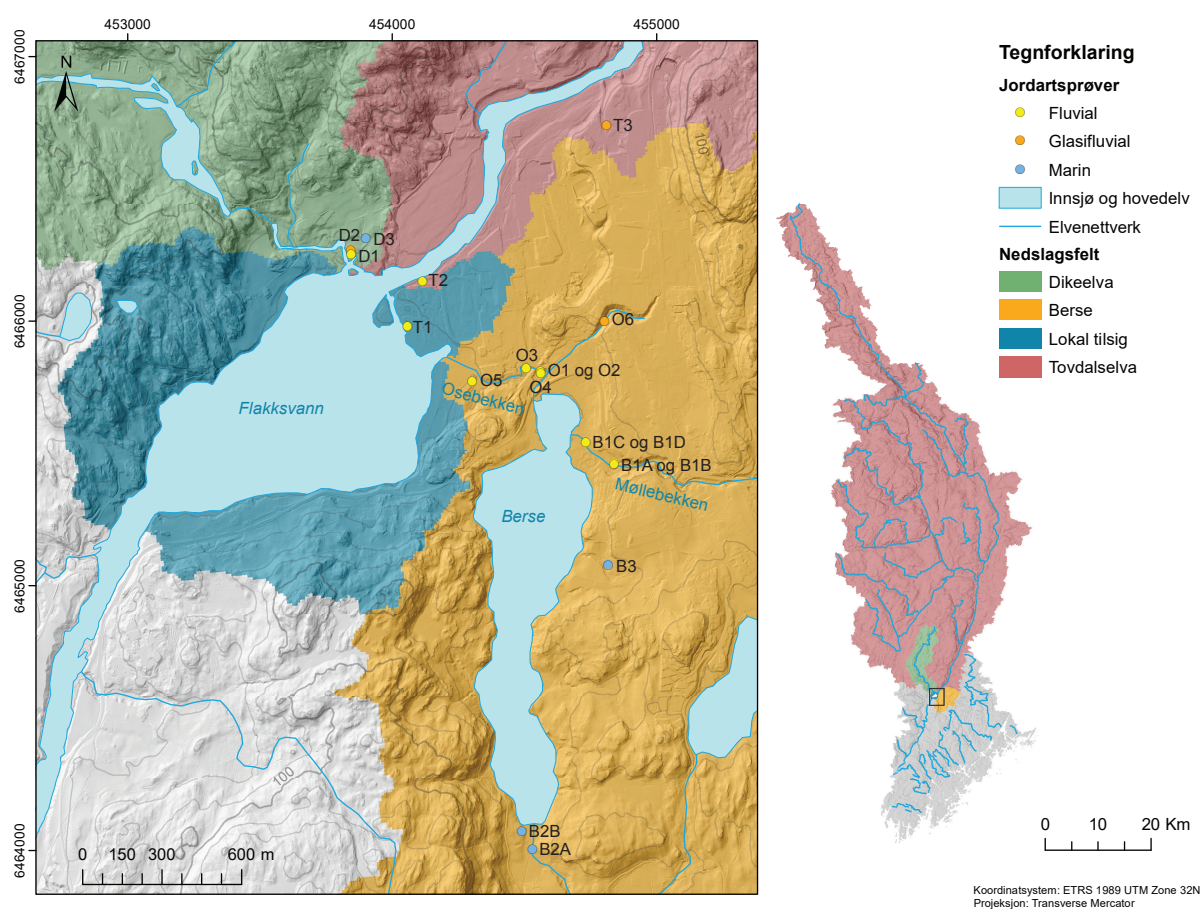 453000
454000
455000
6467000
6466000
6465000
6464000
N
T3
100
D2
D3
D1
T2
T1
O6
O3
O1 og O2
O5
O4
Osebekken
Flakksvann
B1C og B1D
B1A og B1B
Møllebekken
Berse
B3
100
B2B
B2A
0 150 300 600 m
Tegnforklaring
Jordartsprøver
Fluvial
Glasifluvial
Marin
Innsjø og hovedelv
Elvenettverk
Nedslagsfelt
Dikeelva
Berse
Lokal tilsig
Tovdalselva
0 10 20 Km
Koordinatsystem: ETRS 1989 UTM Zone 32N
Projeksjon: Transverse Mercator